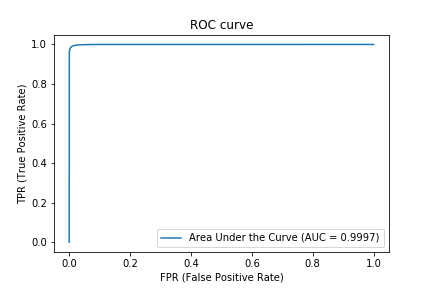 ROC curve
TPR (True Positive Rate)
1.0
0.8
0.6
0.4
0.2
0.0
Area Under the Curve (AUC = 0.9997)
0.0 0.2 0.4 0.6 0.8 1.0
FPR (False Positive Rate)